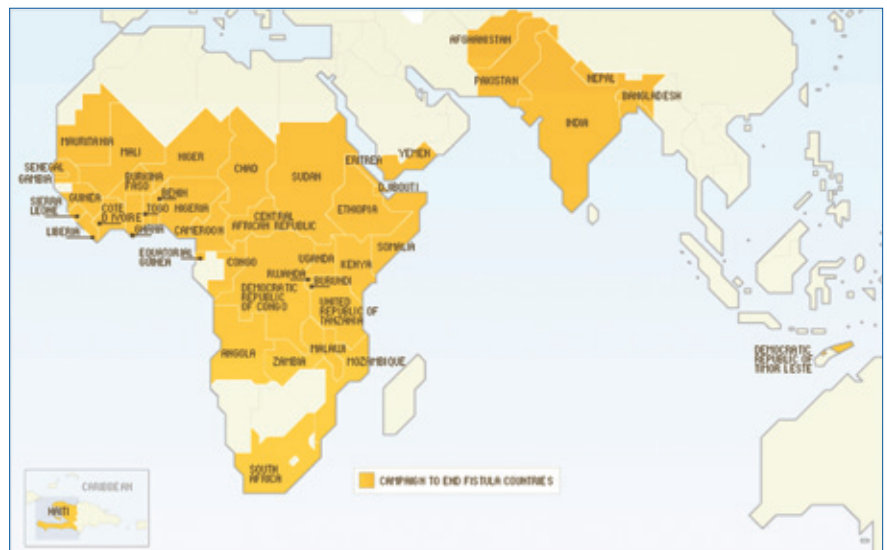 AFGHANISTAN
PAKISTAN
NEPAL
BANGLADESH
INDIA
MAURITANIA
MALI
NIGER
CHAD
SUDAN
ERITREA
YEMEN
DJIBOUTI
SENEGAL
GAMBIA
BURKINA
FASO
BENIN
GUINEA
SIERRA
LEONE
COTE
D IVOIRE
TOGO
NIGERIA
LIBERIA
GHANA
CAMEROON
CENTRAL
AFRICAN REPUBLIC
ETHIOPIA
SOMALIA
EQUATORIAL
GUINEA
CONGO
UGANDA
KENYA
RWANDA
BURUNDI
DEMOCRATIC
REPUBLIC
OF CONGO
UNITED
REPUBLIC OF
TANZANIA
ANGOLA
ZAMBIA
MALAWI
MOZAMBIQUE
DEMOCRATIC
REPUBLIC OF
TIMOR LESTE
SOUTH
AFRICA
CAMPAIGN TO END FISTULA COUNTRIES
CARIBBEAN
HAITI